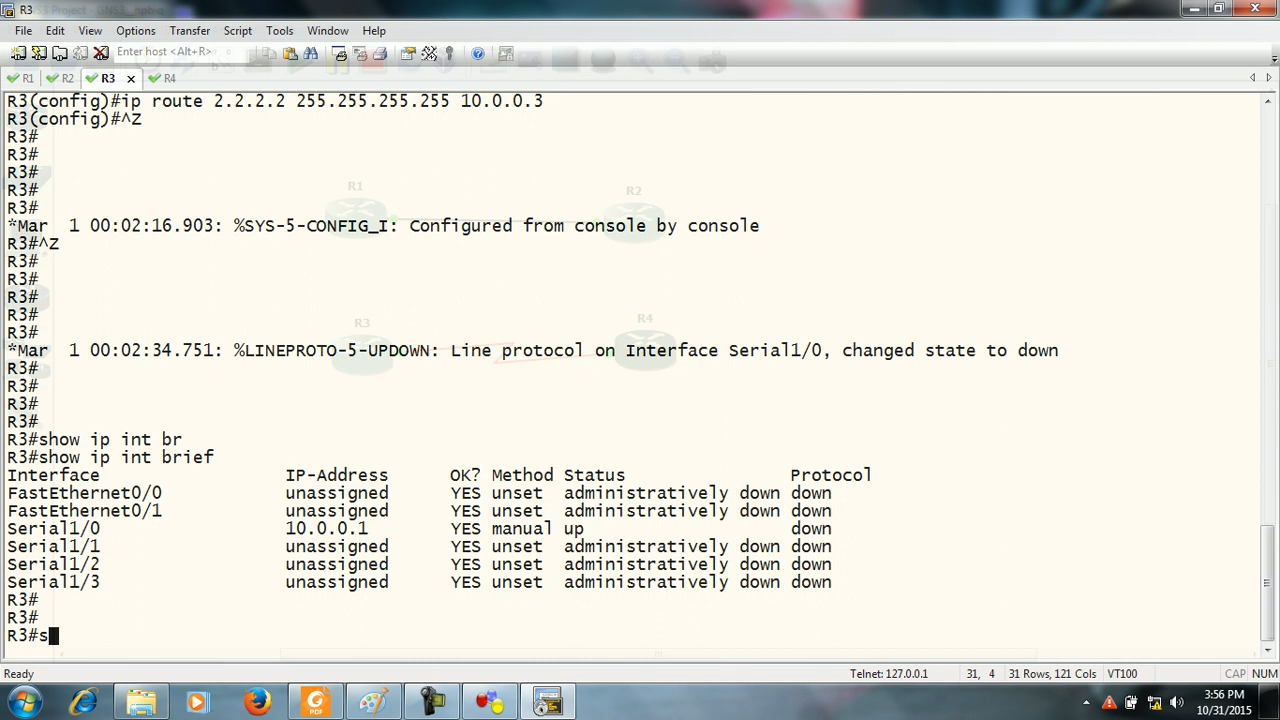 R3
S3 Project - GNS3
File Edit View Options Transfer Script Tools Window Help
Enter host <Alt+R>
R1 R2 R3 x R4
R3(config)#ip route 2.2.2.2 255.255.255.255 10.0.0.3
R3(config)#^Z
R3#
R3#
R3#
R3#
R1 R2
R3#
*Mar  1 00:02:16.903: %SYS-5-CONFIG_I: Configured from console by console
R3#^Z
R3#
R3#
R3#
R3#
R3 R4
R3#
*Mar  1 00:02:34.751: %LINEPROTO-5-UPDOWN: Line protocol on Interface Serial1/0, changed state to down
R3#
R3#
R3#
R3#
R3#show ip int br
R3#show ip int brief
Interface IP-Address OK? Method Status Protocol
FastEthernet0/0 unassigned YES unset administratively down down
FastEthernet0/1 unassigned YES unset administratively down down
Serial1/0 10.0.0.1 YES manual up down
Serial1/1 unassigned YES unset administratively down down
Serial1/2 unassigned YES unset administratively down down
Serial1/3 unassigned YES unset administratively down down
R3#
R3#
R3#s
Ready Telnet: 127.0.0.1 31, 4 31 Rows, 121 Cols VT100 CAP NUM
PDF
3:56 PM
10/31/2015